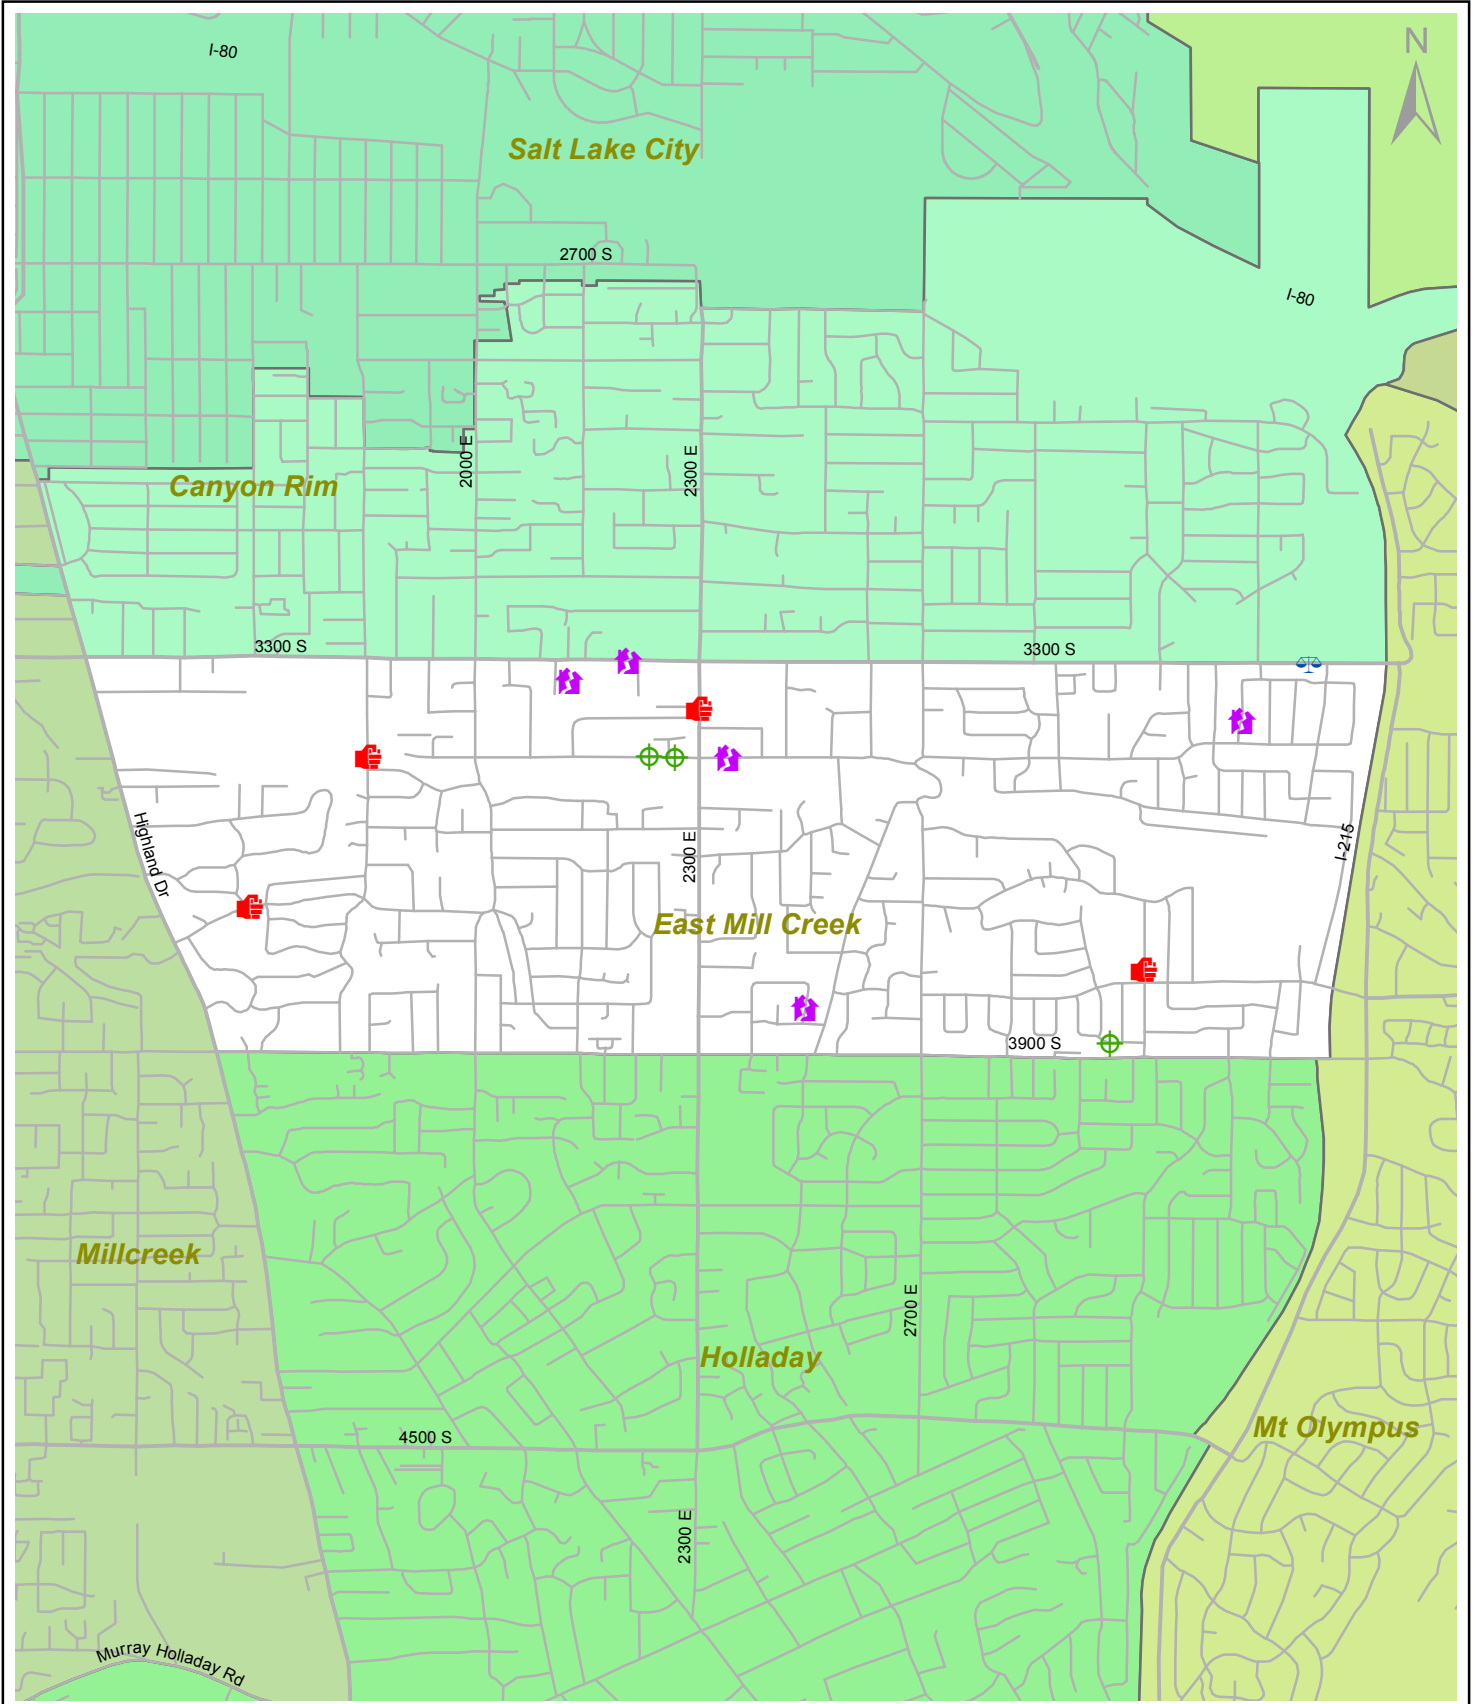 I-80
N
Salt Lake City
2700 S
I-80
2000 E
2300 E
Canyon Rim
3300 S
3300 S
Highland Dr
2300 E
I-215
East Mill Creek
3900 S
Millcreek
2700 E
Holladay
Mt Olympus
4500 S
2300 E
Murray Holladay Rd